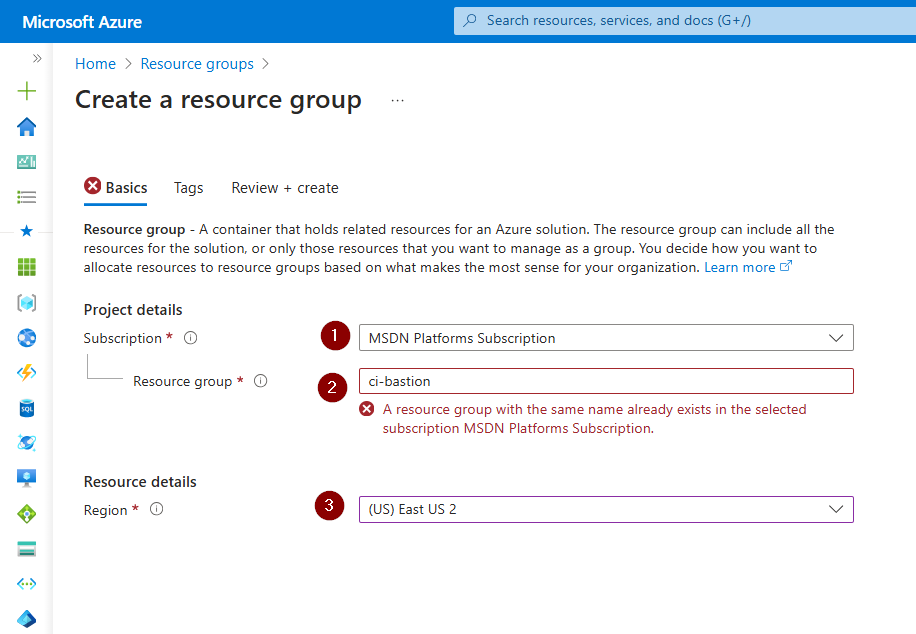 Microsoft Azure
Search resources, services, and docs (G+/)
Home > Resource groups >
Create a resource group ...
Basics Tags Review + create
Resource group - A container that holds related resources for an Azure solution. The resource group can include all the
resources for the solution, or only those resources that you want to manage as a group. You decide how you want to
allocate resources to resource groups based on what makes the most sense for your organization. Learn more
Project details
Subscription * 1 MSDN Platforms Subscription
Resource group * 2 ci-bastion
A resource group with the same name already exists in the selected
subscription MSDN Platforms Subscription.
Resource details
Region * 3 (US) East US 2
SQL